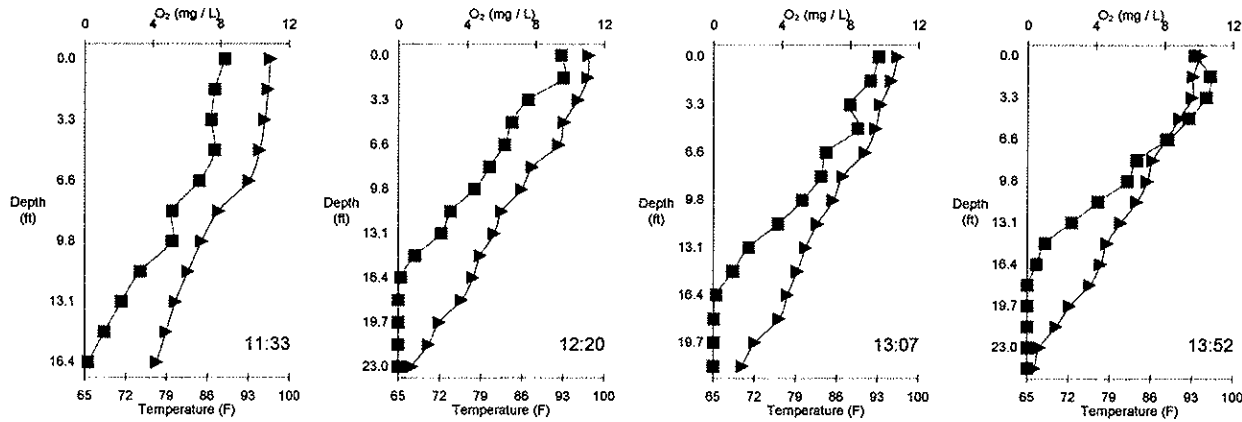 O₂ (mg / L)
0 4 8 12
0.0
3.3
6.6
Depth
(ft)
9.8
13.1
16.4
11:33
65 72 79 86 93 100
Temperature (F)
O₂ (mg / L)
0 4 8 12
0.0
3.3
6.6
Depth
(ft)
9.8
13.1
16.4
19.7
23.0
12:20
65 72 79 86 93 100
Temperature (F)
O₂ (mg / L)
0 4 8 12
0.0
3.3
6.6
Depth
(ft)
9.8
13.1
16.4
19.7
13:07
65 72 79 86 93 100
Temperature (F)
O₂ (mg / L)
0 4 8 12
0.0
3.3
6.6
Depth
(ft)
9.8
13.1
16.4
19.7
23.0
13:52
65 72 79 86 93 100
Temperature (F)